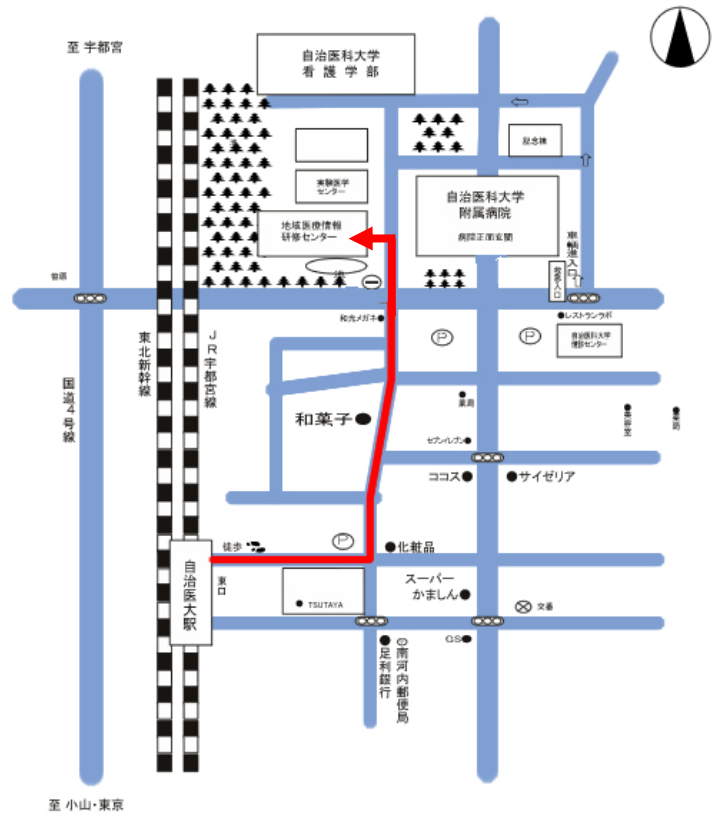 至 宇都宮
自治医科大学
看護学部
記念棟
実験医学
センター
地域医療情報
研修センター
自治医科大学
附属病院
病院正面玄関
車輌進入口
笹原
和光メガネ
レストランラボ
自治医科大学
健診センター
P
P
東北新幹線
JR宇都宮線
国道4号線
薬局
美容室
薬局
和菓子
セブンイレブン
ココス
サイゼリア
徒歩
P
化粧品
自治医大駅
東口
TSUTAYA
スーパー
かましん
交番
GS
足利銀行
南河内郵便局
至 小山・東京